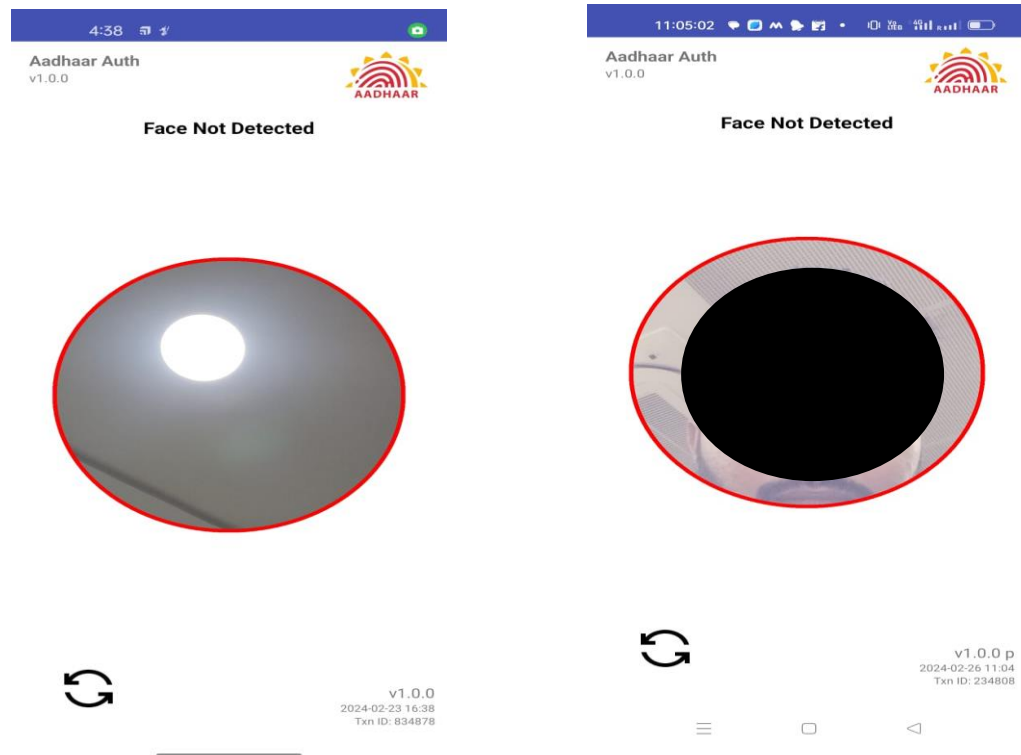 4:38
Aadhaar Auth
v1.0.0
AADHAAR
Face Not Detected
v1.0.0
2024-02-23 16:38
Txn ID: 834878
11:05:02
Aadhaar Auth
v1.0.0
AADHAAR
Face Not Detected
v1.0.0 p
2024-02-26 11:04
Txn ID: 234808